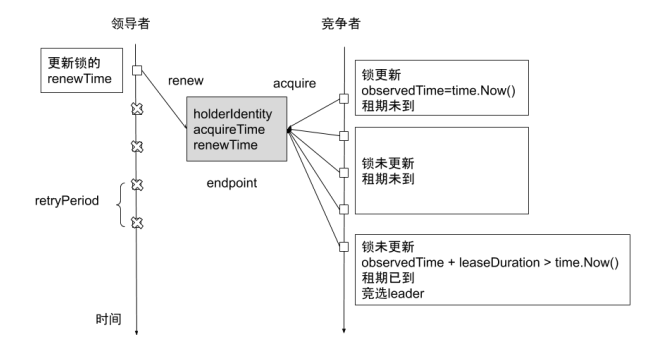 领导者
竞争者
更新锁的
renewTime
renew
acquire
锁更新
observedTime=time.Now()
租期未到
holderIdentity
acquireTime
renewTime
锁未更新
租期未到
endpoint
retryPeriod
锁未更新
observedTime + leaseDuration > time.Now()
租期已到
竞选leader
时间